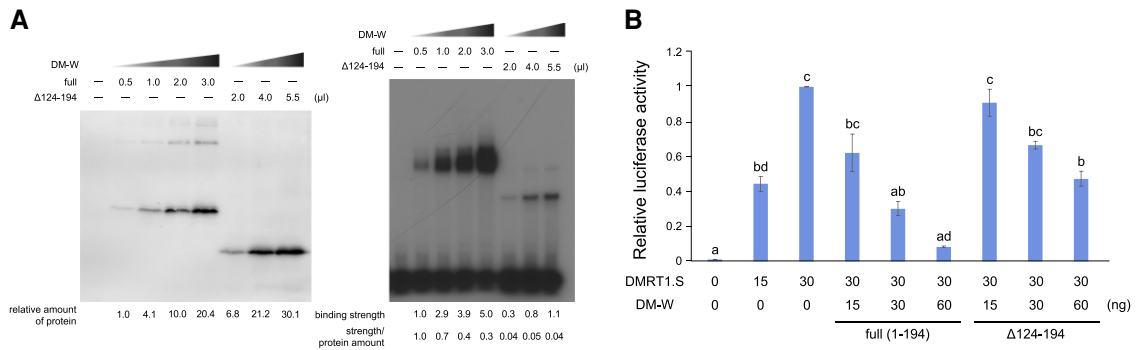 A
DM-W
full — 0.5 1.0 2.0 3.0 — — —
Δ124-194 — — — — — 2.0 4.0 5.5 (μl)
relative amount of protein 1.0 4.1 10.0 20.4 6.8 21.2 30.1
DM-W
full — 0.5 1.0 2.0 3.0 — — —
Δ124-194 — — — — — 2.0 4.0 5.5 (μl)
binding strength 1.0 2.9 3.9 5.0 0.3 0.8 1.1
strength/
protein amount 1.0 0.7 0.4 0.3 0.04 0.05 0.04
B
Relative luciferase activity
1.2
1
0.8
0.6
0.4
0.2
0
a bd c bc ab ad c bc b
DMRT1.S 0 15 30 30 30 30 30 30 30
DM-W 0 0 0 15 30 60 15 30 60 (ng)
full (1-194) Δ124-194